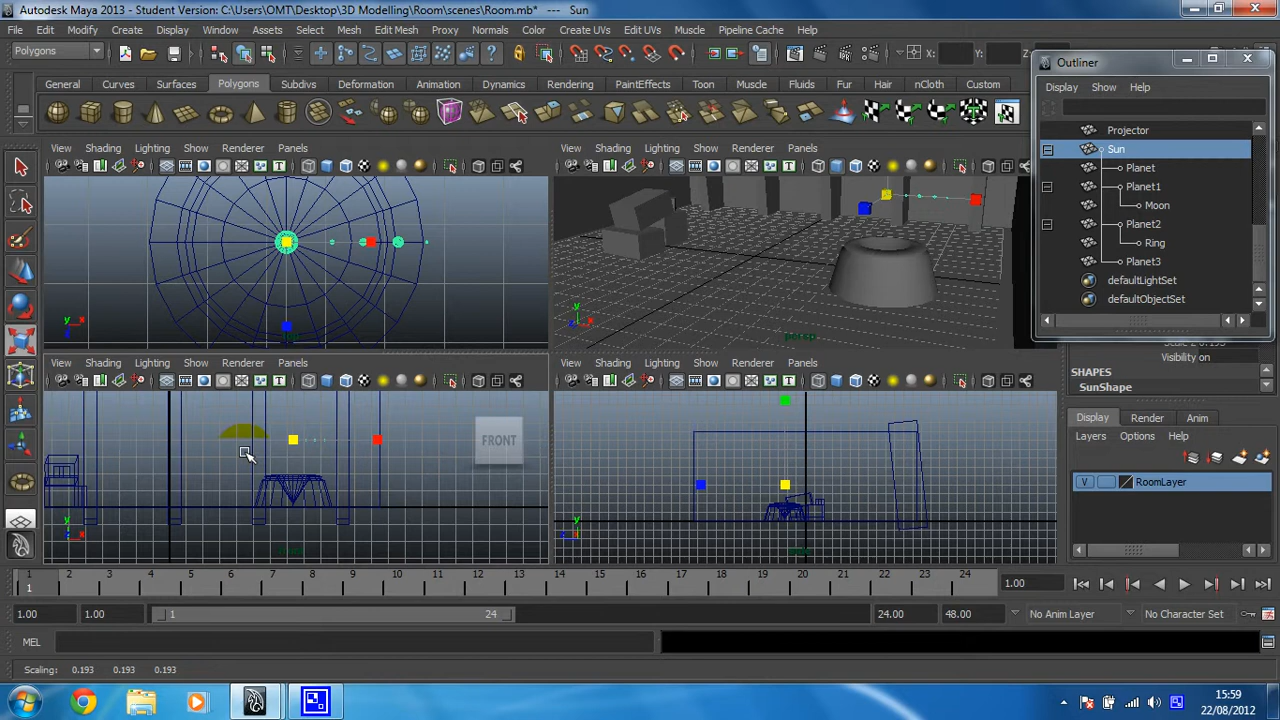 Autodesk Maya 2013 - Student Version: C:\Users\OMT\Desktop\3D Modelling\Room\scenes\Room.mb* --- Sun
File Edit Modify Create Display Window Assets Select Mesh Edit Mesh Proxy Normals Color Create UVs Edit UVs Muscle Pipeline Cache Help
Polygons
X: Y: Z:
General Curves Surfaces Polygons Subdivs Deformation Animation Dynamics Rendering PaintEffects Toon Muscle Fluids Fur Hair nCloth Custom
Outliner
Display Show Help
Projector
Sun
Planet
Planet1
Moon
Planet2
Ring
Planet3
defaultLightSet
defaultObjectSet
View Shading Lighting Show Renderer Panels
View Shading Lighting Show Renderer Panels
persp
View Shading Lighting Show Renderer Panels
View Shading Lighting Show Renderer Panels
FRONT
Scale Z 0.193
Visibility on
SHAPES
SunShape
Display Render Anim
Layers Options Help
V RoomLayer
1 2 3 4 5 6 7 8 9 10 11 12 13 14 15 16 17 18 19 20 21 22 23 24
1
1.00
1.00 1.00 1 24 24.00 48.00 No Anim Layer No Character Set
MEL
Scaling: 0.193 0.193 0.193
15:59
22/08/2012